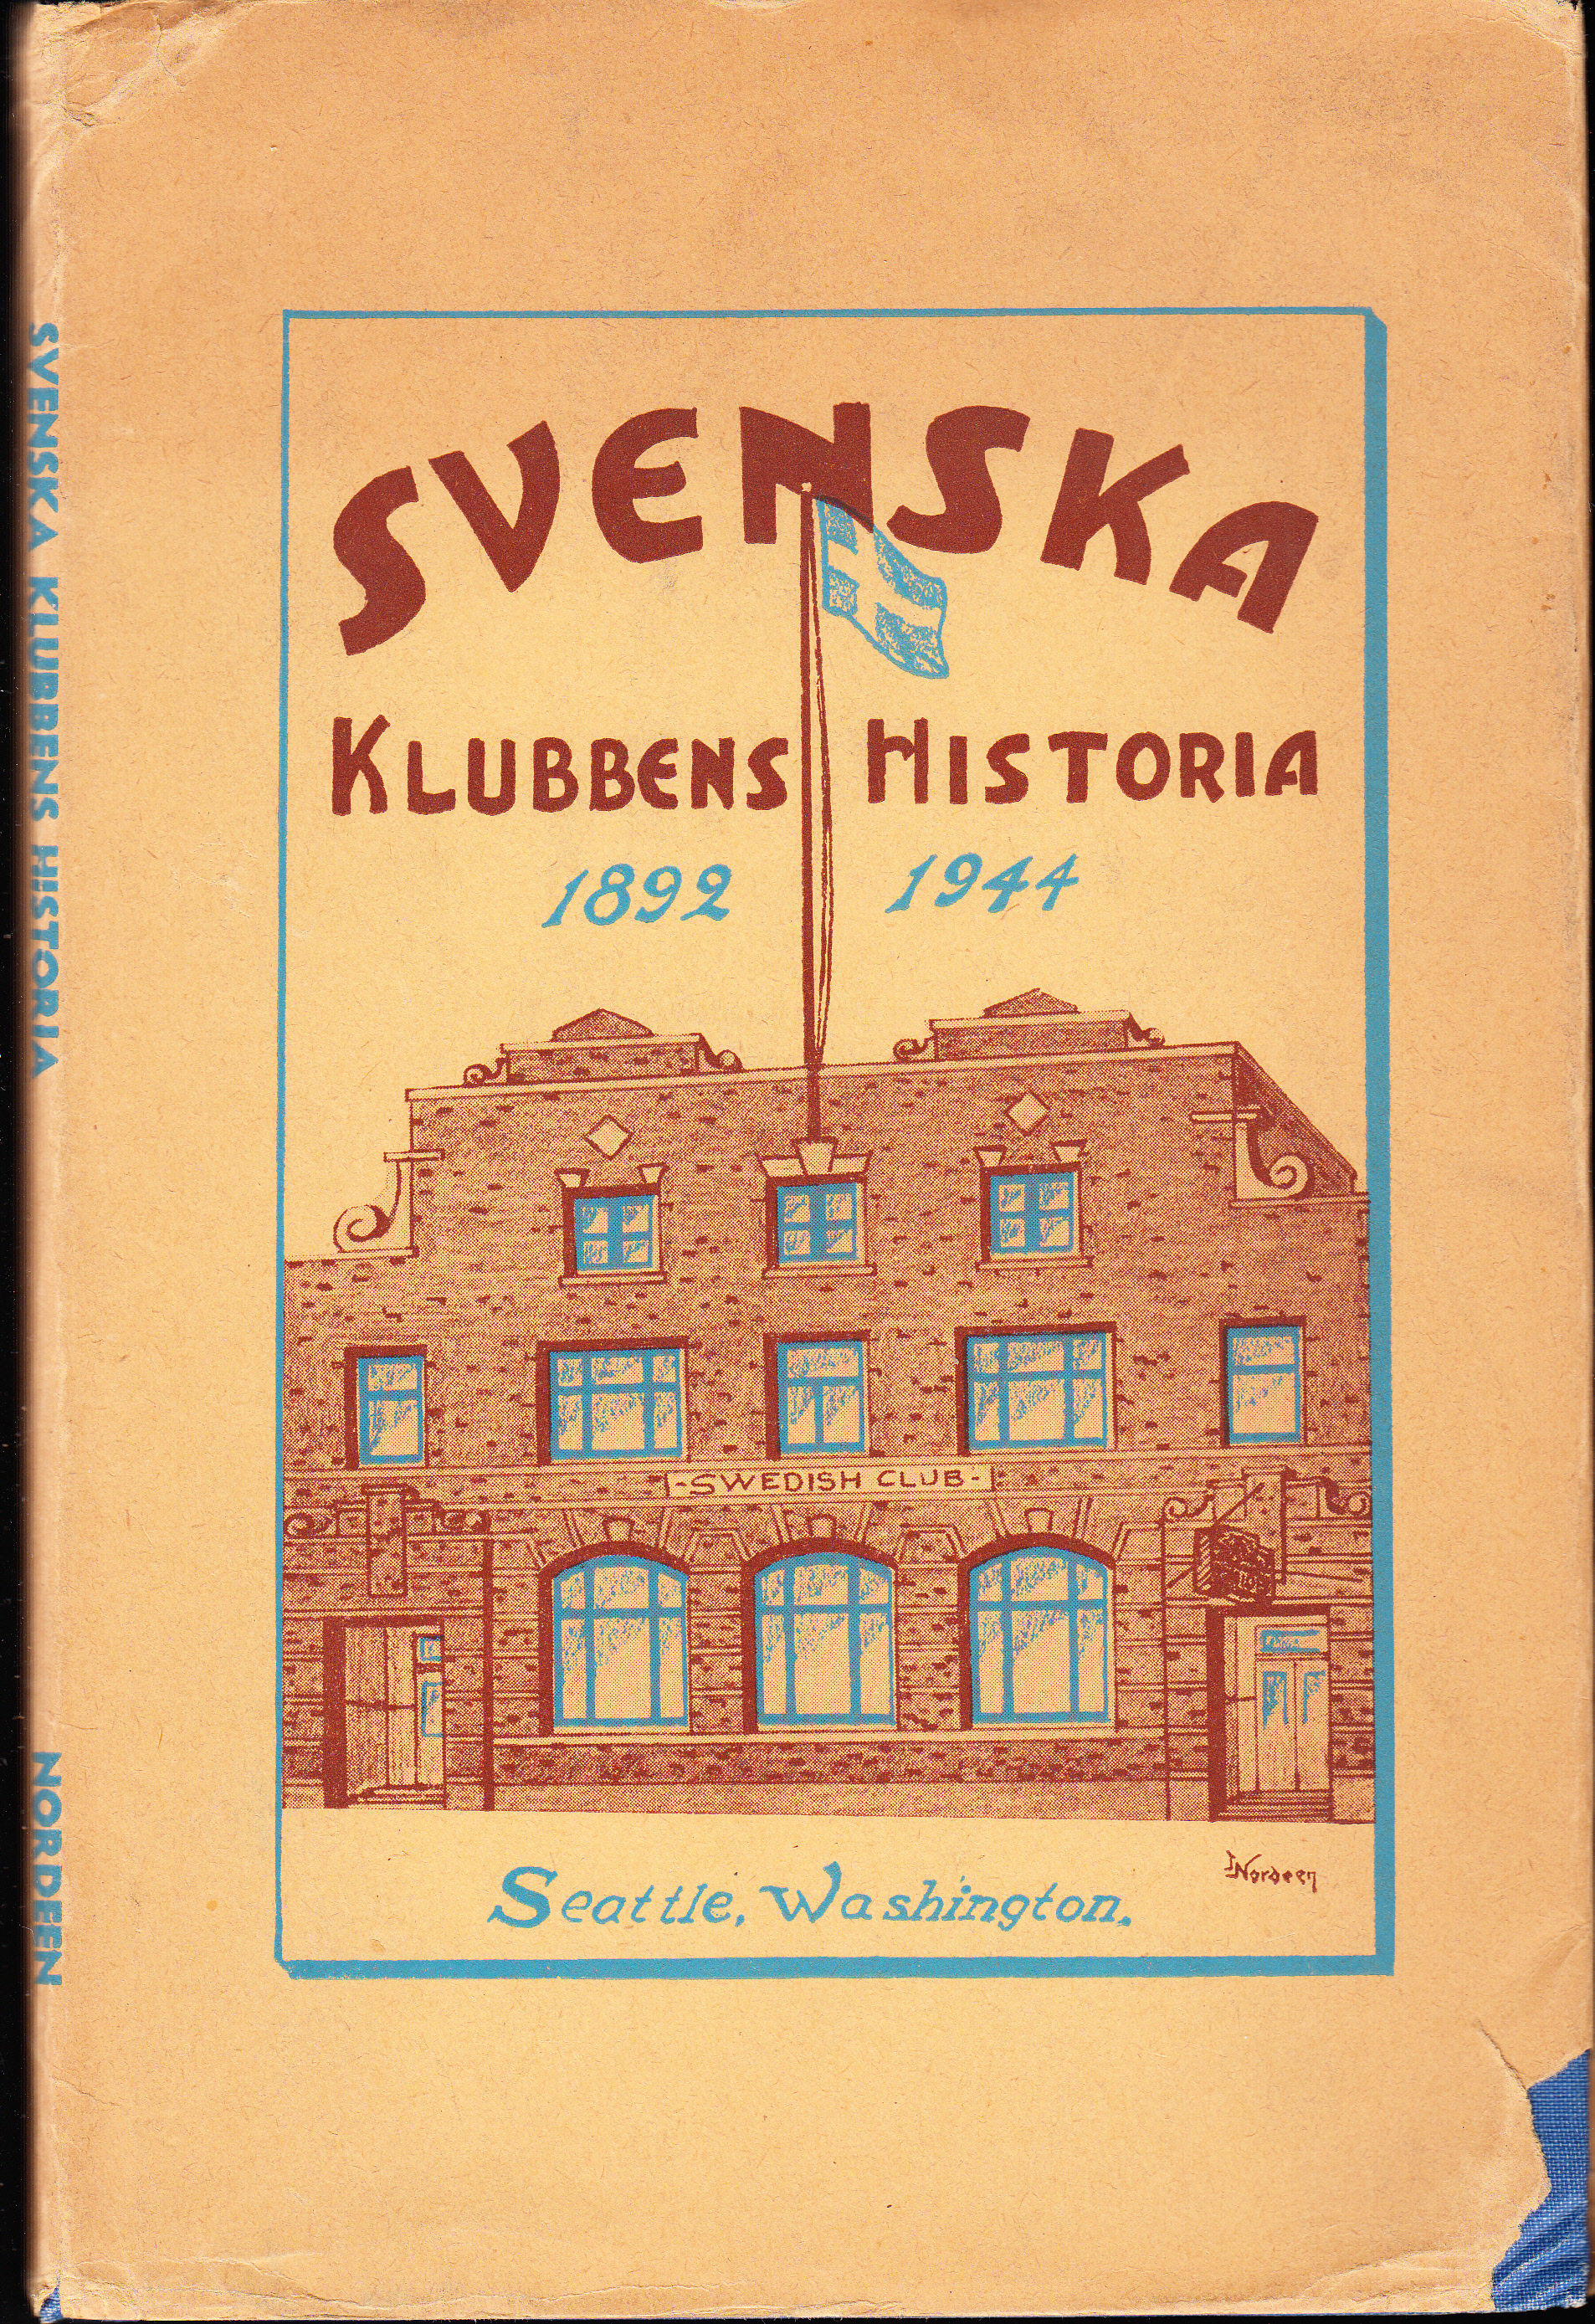 SVENSKA
KLUBBENS HISTORIA
1892 1944
-SWEDISH CLUB-
Nordeen
Seattle, Washington.
SVENSKA KLUBBENS HISTORIA
NORDEEN